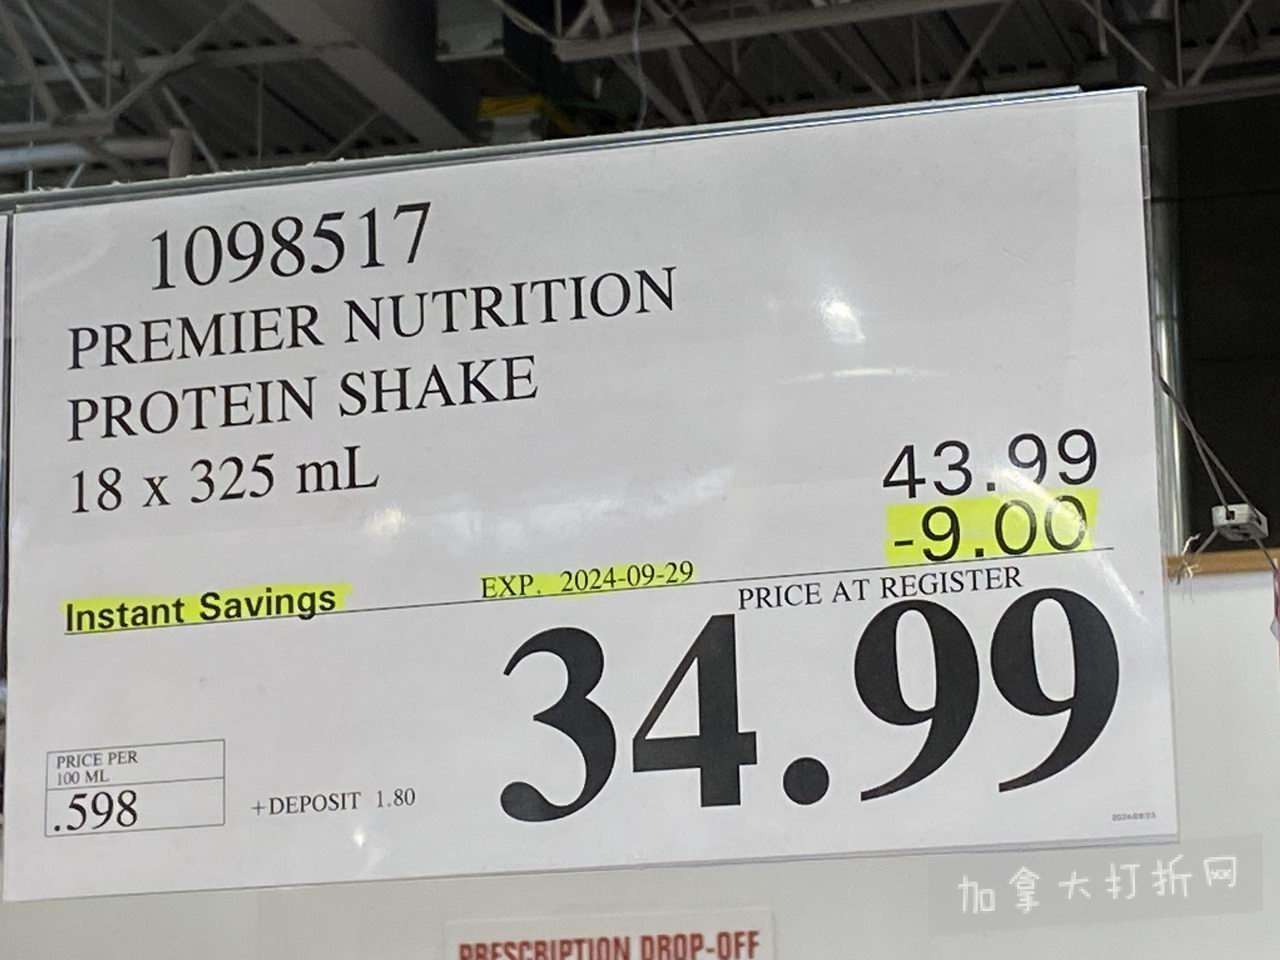 1098517
PREMIER NUTRITION
PROTEIN SHAKE
18 x 325 mL
43.99
-9.00
Instant Savings
EXP. 2024-09-29
PRICE AT REGISTER
34.99
PRICE PER
100 ML
.598
+DEPOSIT 1.80
加拿大打折网
PRESCRIPTION DROP-OFF